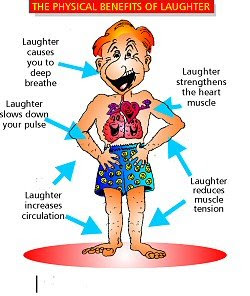 THE PHYSICAL BENEFITS OF LAUGHTER
Laughter
causes
you to
deep
breathe
Laughter
strengthens
the heart
muscle
Laughter
slows down
your pulse
Laughter
increases
circulation
Laughter
reduces
muscle
tension